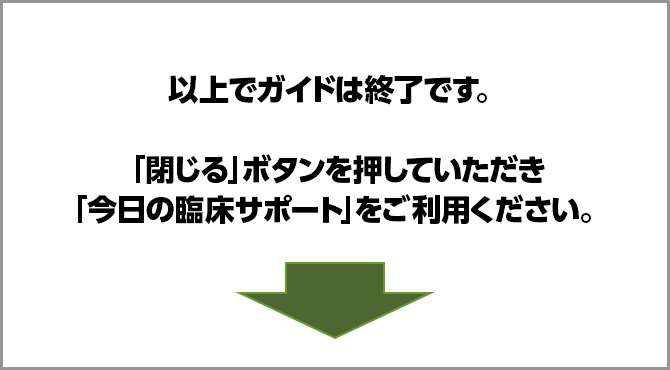 以上でガイドは終了です。
「閉じる」ボタンを押していただき
「今日の臨床サポート」をご利用ください。